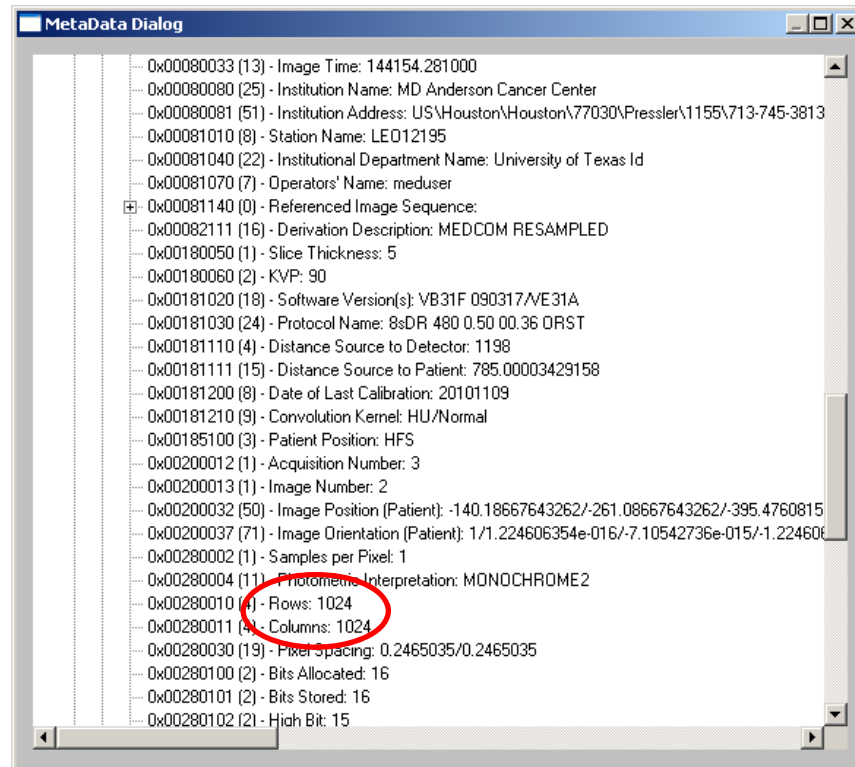 MetaData Dialog
0x00080033 (13) - Image Time: 144154.281000
0x00080080 (25) - Institution Name: MD Anderson Cancer Center
0x00080081 (51) - Institution Address: US\Houston\Houston\77030\Pressler\1155\713-745-3813
0x00081010 (8) - Station Name: LEO12195
0x00081040 (22) - Institutional Department Name: University of Texas Id
0x00081070 (7) - Operators' Name: meduser
0x00081140 (0) - Referenced Image Sequence:
0x00082111 (16) - Derivation Description: MEDCOM RESAMPLED
0x00180050 (1) - Slice Thickness: 5
0x00180060 (2) - KVP: 90
0x00181020 (18) - Software Version(s): VB31F 090317/VE31A
0x00181030 (24) - Protocol Name: 8sDR 480 0.50 00.36 ORST
0x00181110 (4) - Distance Source to Detector: 1198
0x00181111 (15) - Distance Source to Patient: 785.00003429158
0x00181200 (8) - Date of Last Calibration: 20101109
0x00181210 (9) - Convolution Kernel: HU/Normal
0x00185100 (3) - Patient Position: HFS
0x00200012 (1) - Acquisition Number: 3
0x00200013 (1) - Image Number: 2
0x00200032 (50) - Image Position (Patient): -140.18667643262/-261.08667643262/-395.4760815
0x00200037 (71) - Image Orientation (Patient): 1/1.224606354e-016/-7.10542736e-015/-1.22460
0x00280002 (1) - Samples per Pixel: 1
0x00280004 (11) - Photometric Interpretation: MONOCHROME2
0x00280010 (4) - Rows: 1024
0x00280011 (4) - Columns: 1024
0x00280030 (19) - Pixel Spacing: 0.2465035/0.2465035
0x00280100 (2) - Bits Allocated: 16
0x00280101 (2) - Bits Stored: 16
0x00280102 (2) - High Bit: 15